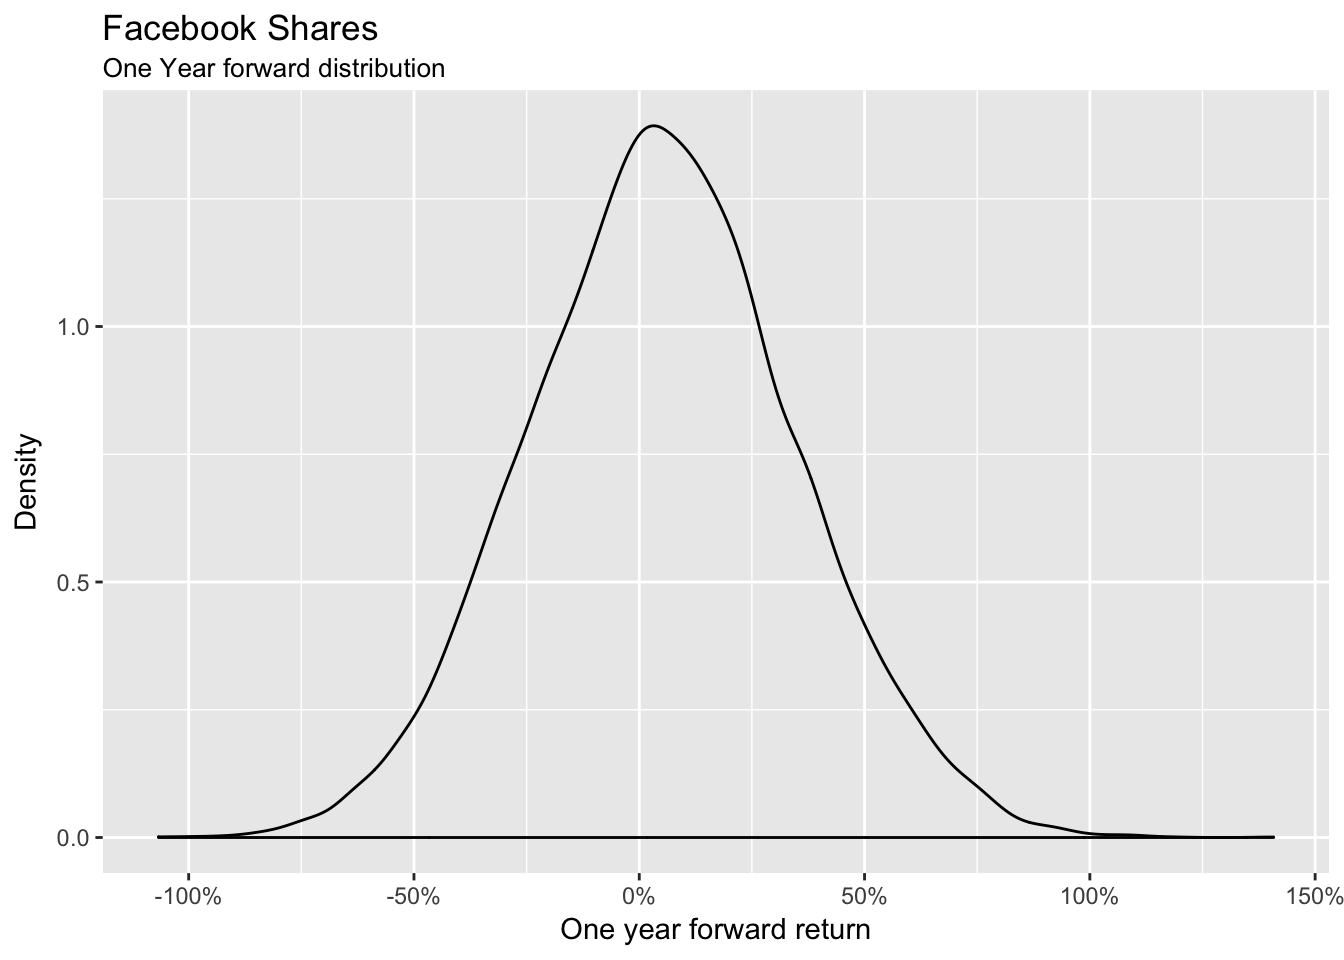 Facebook Shares
One Year forward distribution
1.0
0.5
0.0
Density
-100%
-50%
0%
50%
100%
150%
One year forward return